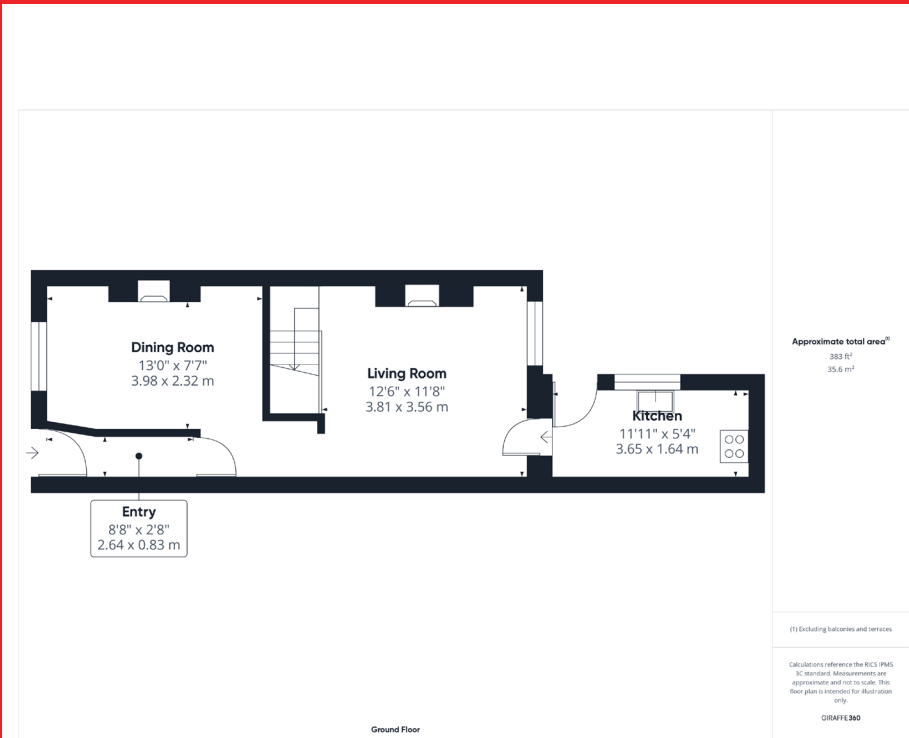 Dining Room
13'0" x 7'7"
3.98 x 2.32 m
Living Room
12'6" x 11'8"
3.81 x 3.56 m
Kitchen
11'11" x 5'4"
3.65 x 1.64 m
Entry
8'8" x 2'8"
2.64 x 0.83 m
Ground Floor
Approximate total area(1)
383 ft²
35.6 m²
(1) Excluding balconies and terraces
Calculations reference the RICS IPMS
3C standard. Measurements are
approximate and not to scale. This
floor plan is intended for illustration
only.
GIRAFFE360